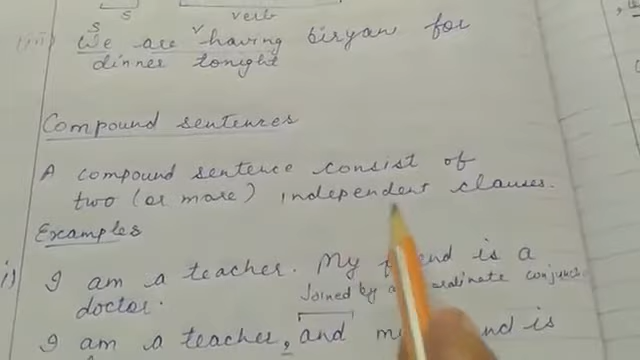 S
verb
S V
(iii) We are having biryani for
dinner tonight
Compound sentences
A compound sentence consist of
two (or more) independent clauses.
Examples
i) I am a teacher. My is a
doctor.
Joined by
I am a teacher, and is